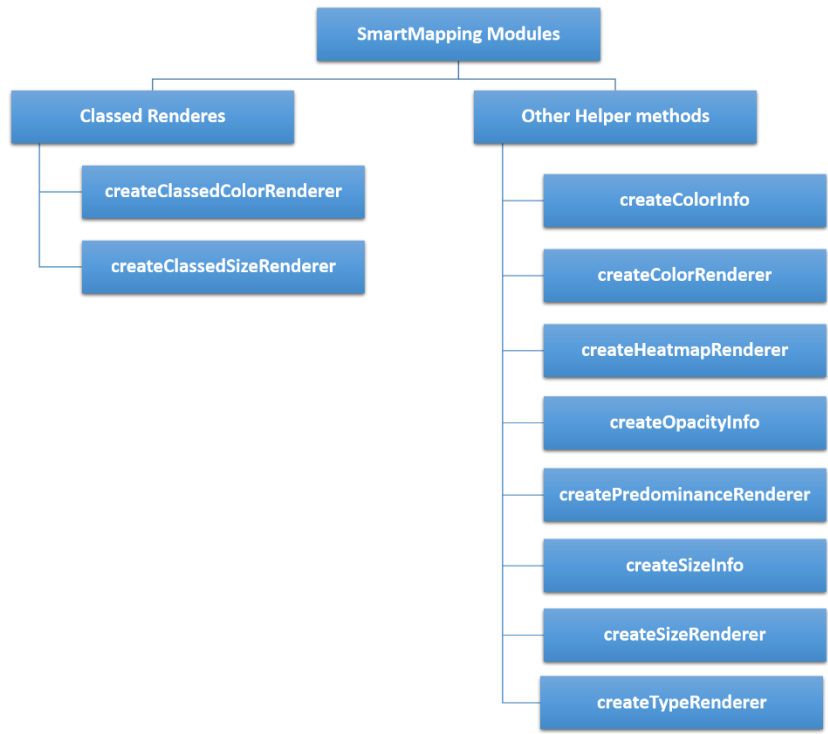 SmartMapping Modules
Classed Renderes
createClassedColorRenderer
createClassedSizeRenderer
Other Helper methods
createColorInfo
createColorRenderer
createHeatmapRenderer
createOpacityInfo
createPredominanceRenderer
createSizeInfo
createSizeRenderer
createTypeRenderer